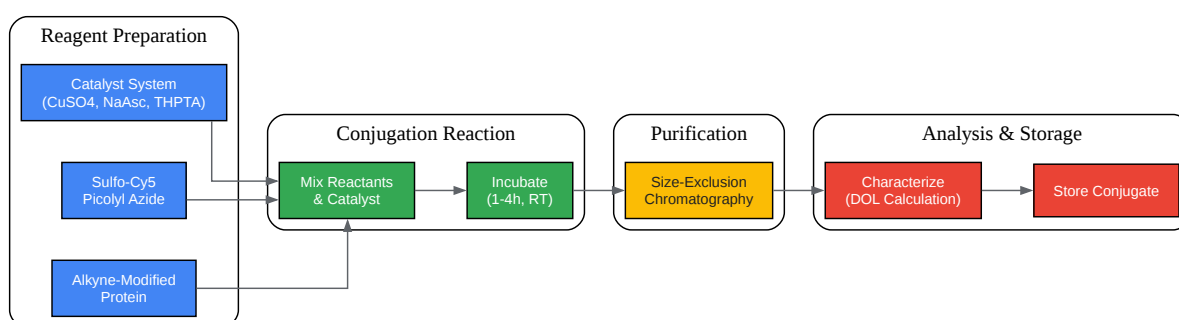 Reagent Preparation
Catalyst System
(CuSO4, NaAsc, THPTA)
Sulfo-Cy5
Picolyl Azide
Alkyne-Modified
Protein
Conjugation Reaction
Mix Reactants
& Catalyst
Incubate
(1-4h, RT)
Purification
Size-Exclusion
Chromatography
Analysis & Storage
Characterize
(DOL Calculation)
Store Conjugate